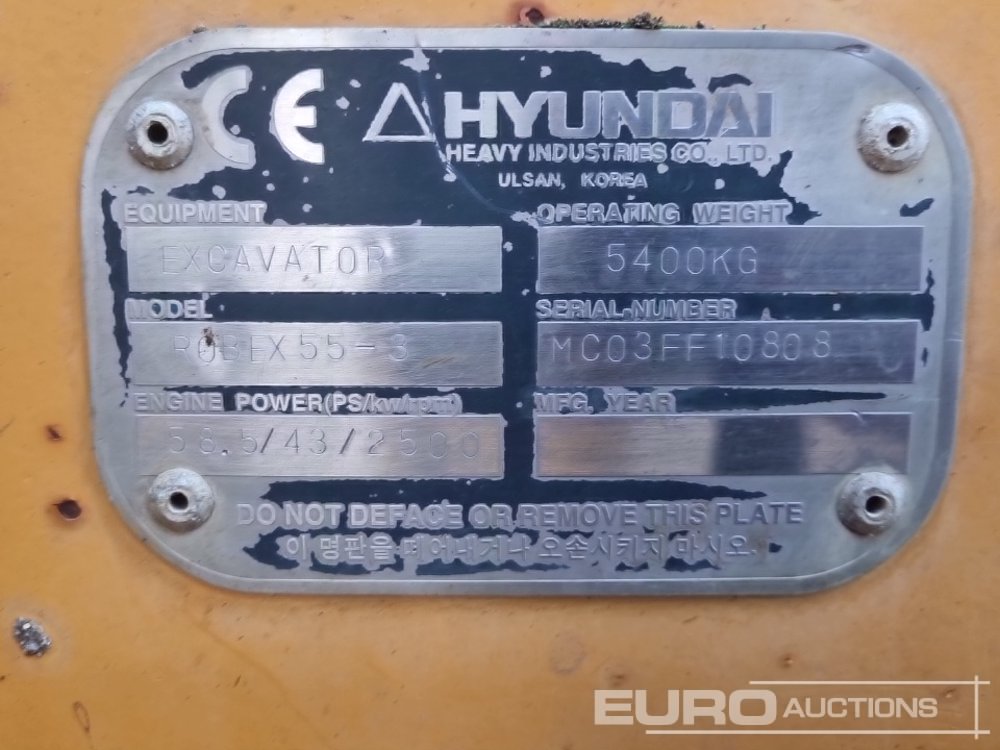 CE HYUNDAI
HEAVY INDUSTRIES CO., LTD.
ULSAN, KOREA
EQUIPMENT
EXCAVATOR
OPERATING WEIGHT
5400KG
MODEL
ROBEX55-3
SERIAL NUMBER
MC03FF10808
ENGINE POWER(PS/kw/rpm)
58.5/43/2500
MFG. YEAR
DO NOT DEFACE OR REMOVE THIS PLATE
이 명판을 떼어내거나 오손시키지 마시오.
EURO AUCTIONS